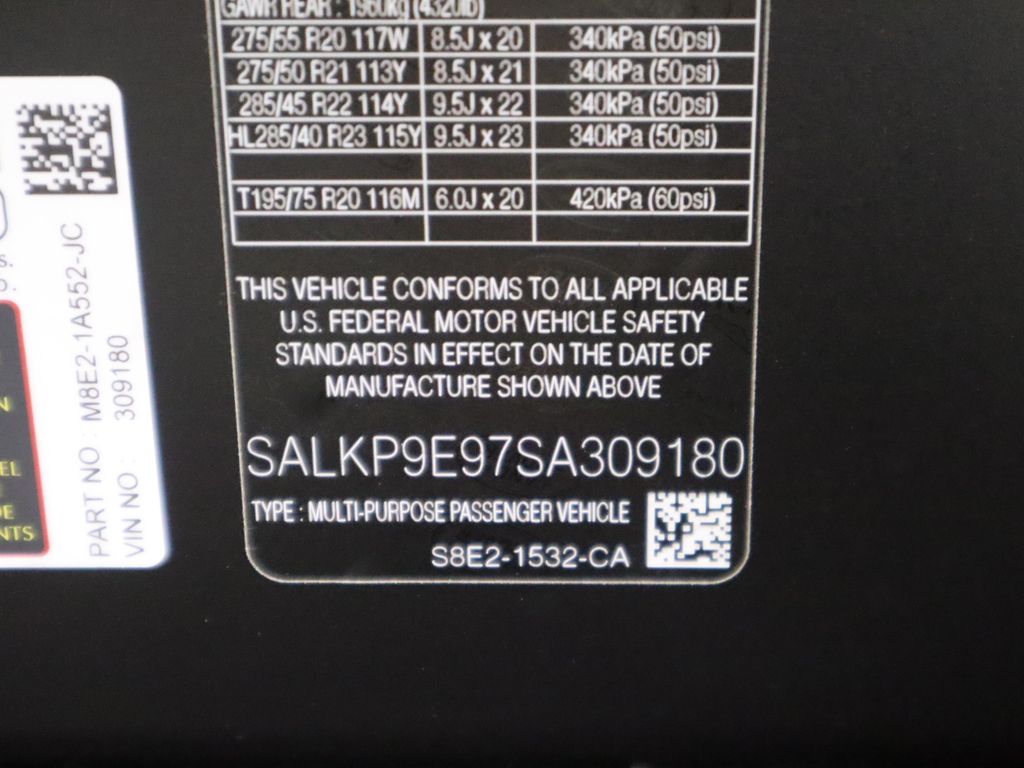 GAWR REAR : 1960kg (4320lb)
275/55 R20 117W 8.5J x 20 340kPa (50psi)
275/50 R21 113Y 8.5J x 21 340kPa (50psi)
285/45 R22 114Y 9.5J x 22 340kPa (50psi)
HL285/40 R23 115Y 9.5J x 23 340kPa (50psi)
T195/75 R20 116M 6.0J x 20 420kPa (60psi)
THIS VEHICLE CONFORMS TO ALL APPLICABLE
U.S. FEDERAL MOTOR VEHICLE SAFETY
STANDARDS IN EFFECT ON THE DATE OF
MANUFACTURE SHOWN ABOVE
SALKP9E97SA309180
TYPE : MULTI-PURPOSE PASSENGER VEHICLE
S8E2-1532-CA
PART NO : M8E2-1A552-JC
VIN NO : 309180